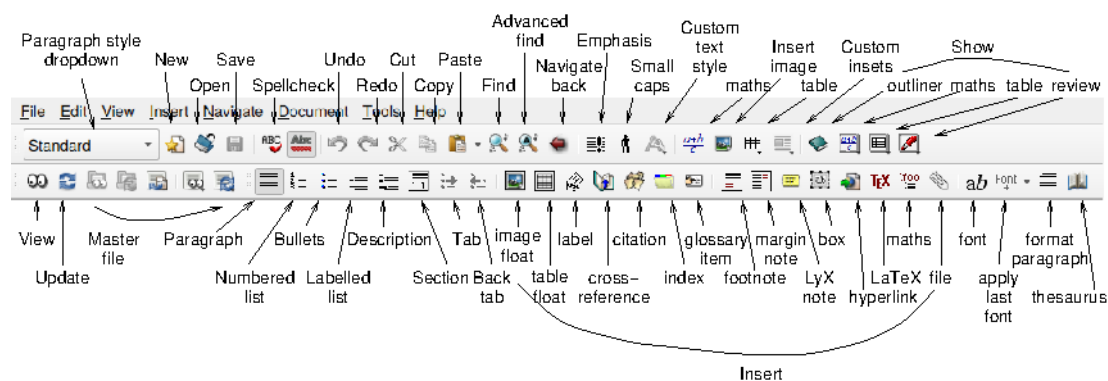 Advanced
find
Emphasis
Custom
text
style
Paragraph style
dropdown
New
Save
Undo
Cut
Paste
Navigate
back
Small
caps
Insert
image
Custom
insets
Show
Open
Spellcheck
Redo
Copy
Find
maths
table
outliner maths table review
File Edit View Insert Navigate Document Tools Help
Standard
ABC
Abc
a+b
TEX
ab
Font
View
Master
file
Paragraph
Bullets
Description
Tab
image
float
label
citation
glossary
item
margin
note
box
maths
font
format
paragraph
Update
Numbered
list
Labelled
list
Section
Back
tab
table
float
cross-
reference
index
footnote
LyX
note
hyperlink
LaTeX
file
apply
last
font
thesaurus
Insert